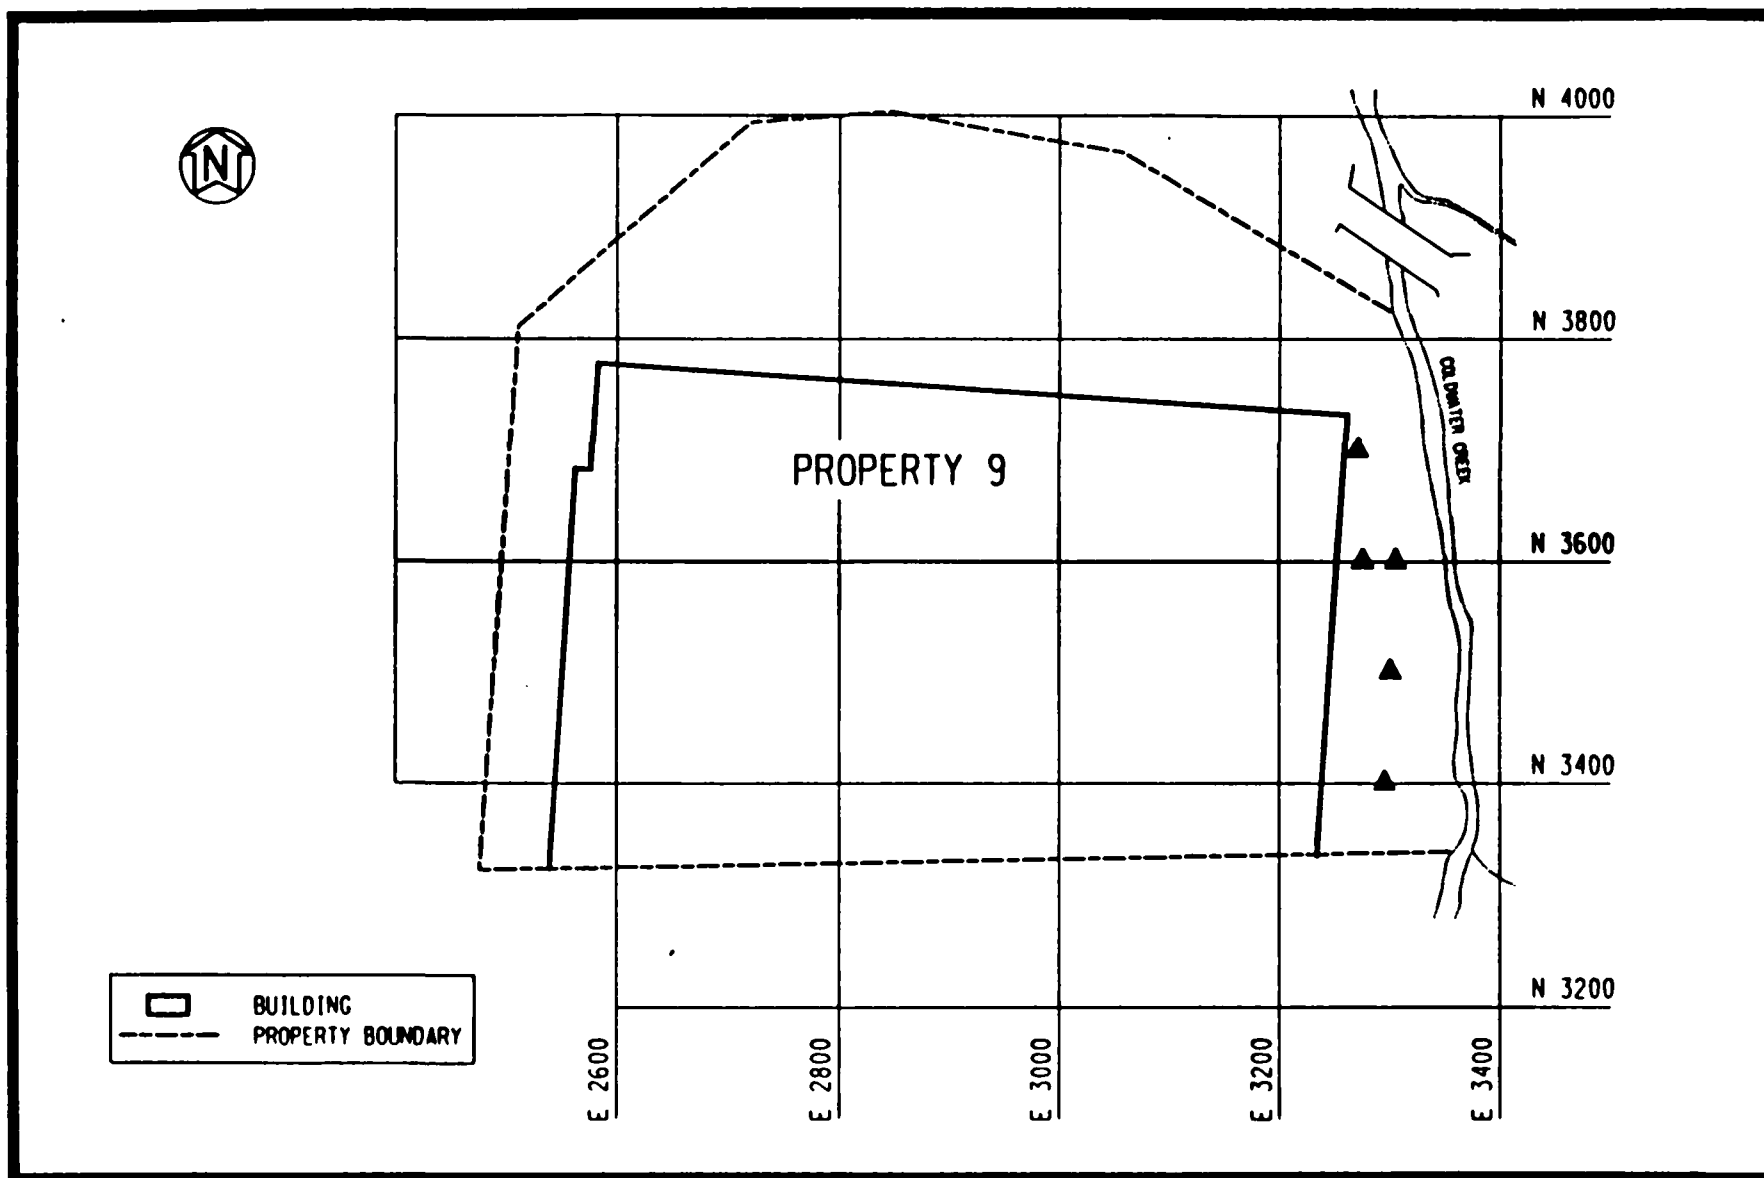 N 4000
N
N 3800
COLDWATER CREEK
PROPERTY 9
N 3600
N 3400
N 3200
BUILDING
PROPERTY BOUNDARY
E 2600
E 2800
E 3000
E 3200
E 3400